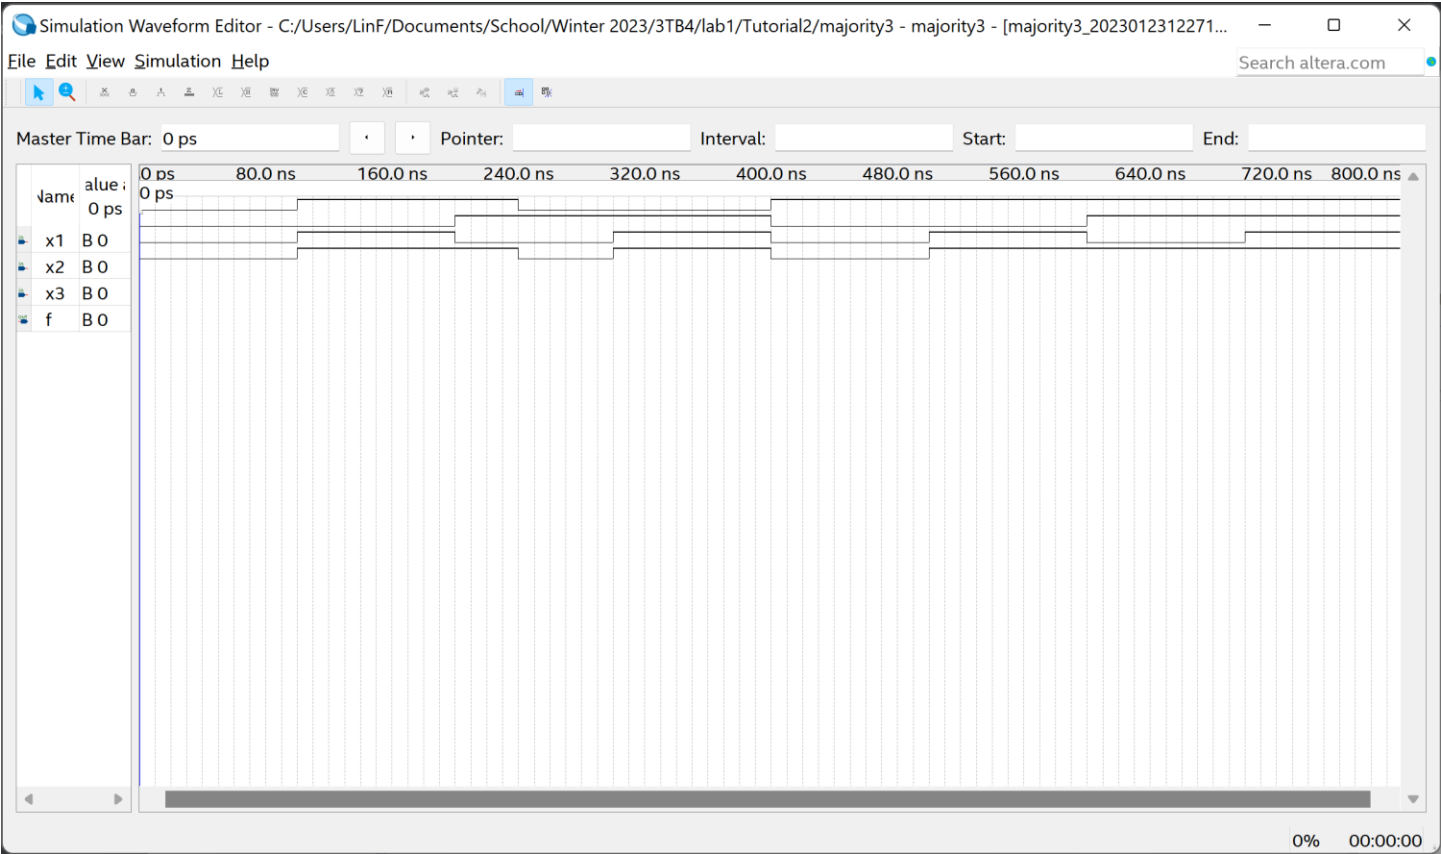 Simulation Waveform Editor - C:/Users/LinF/Documents/School/Winter 2023/3TB4/lab1/Tutorial2/majority3 - majority3 - [majority3_2023012312271...
File Edit View Simulation Help
Search altera.com
Master Time Bar: 0 ps Pointer: Interval: Start: End:
0 ps 80.0 ns 160.0 ns 240.0 ns 320.0 ns 400.0 ns 480.0 ns 560.0 ns 640.0 ns 720.0 ns 800.0 ns
0 ps
0 ps
x1 B 0
x2 B 0
x3 B 0
f B 0
0% 00:00:00